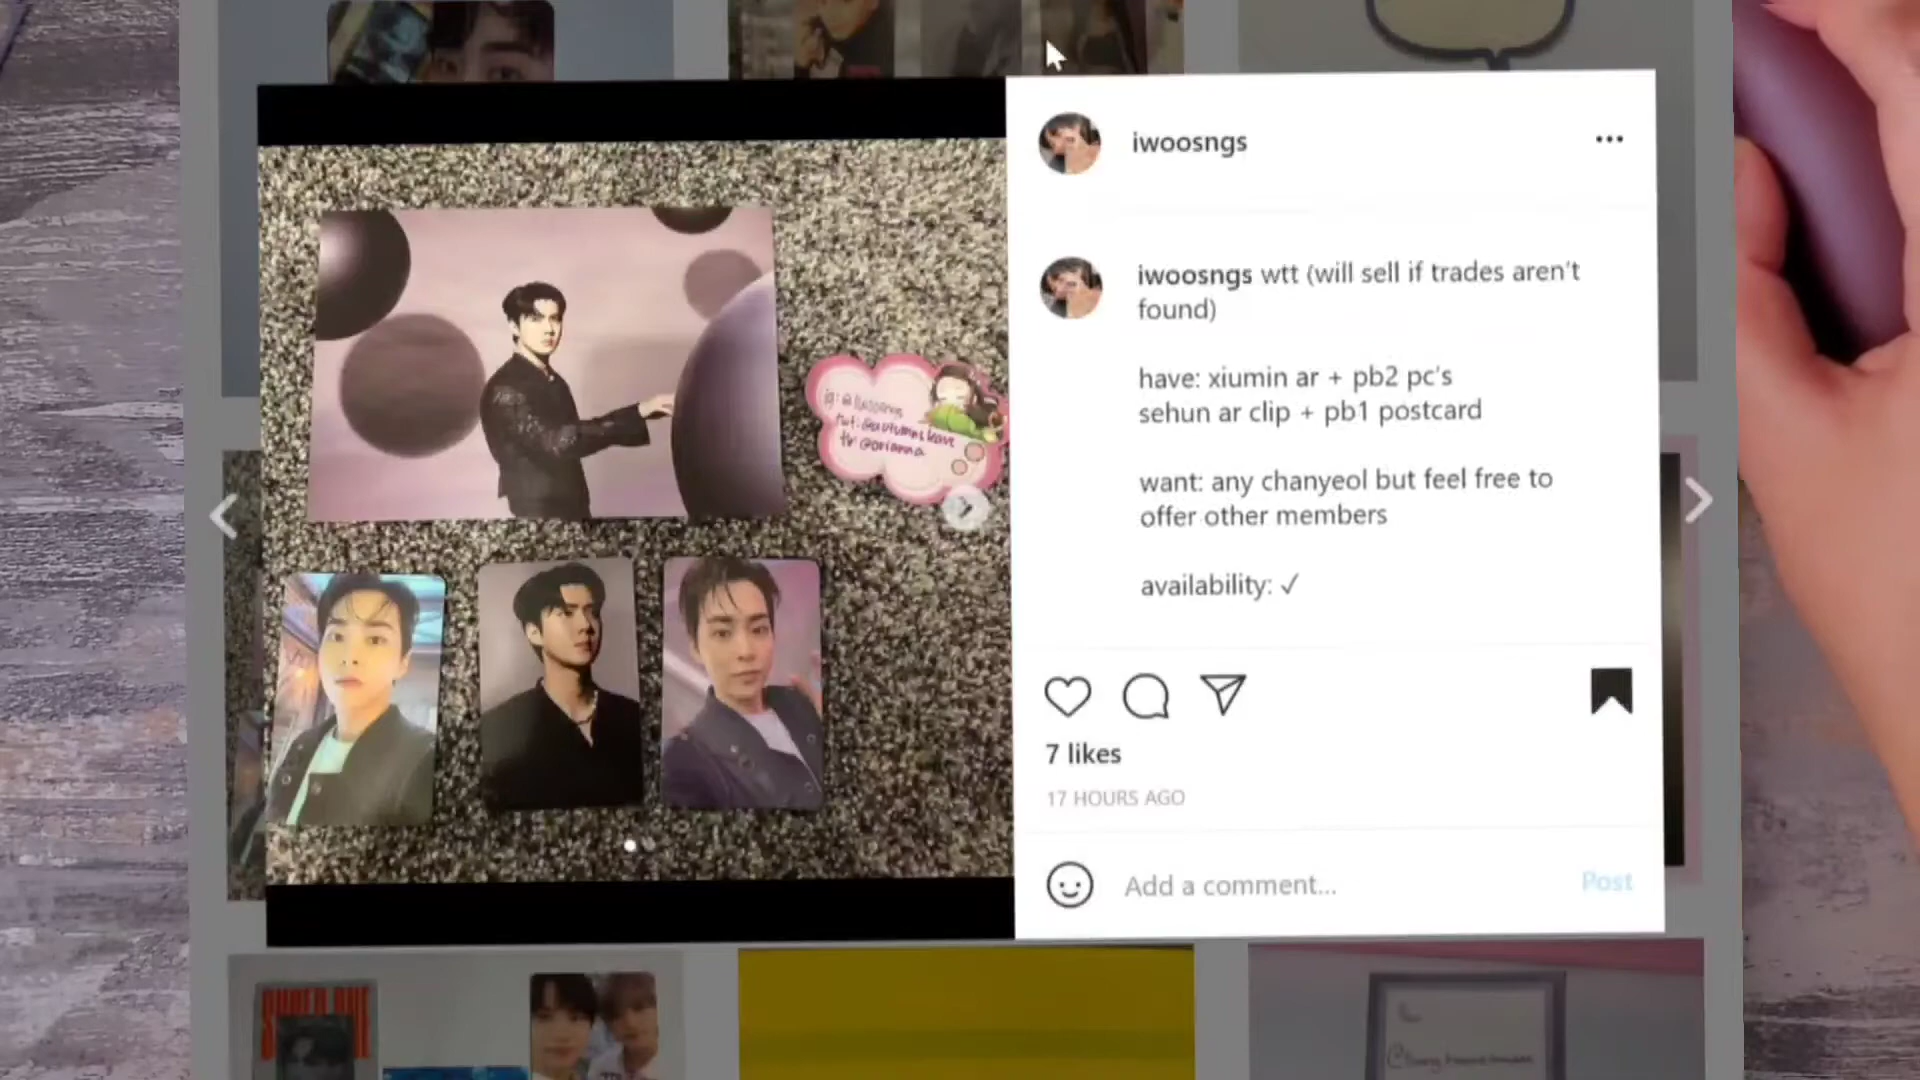 iwoosngs
iwoosngs wtt (will sell if trades aren't
found)
have: xiumin ar + pb2 pc's
sehun ar clip + pb1 postcard
want: any chanyeol but feel free to
offer other members
availability: ✓
7 likes
17 HOURS AGO
Add a comment...
Post
ig: @iwoosngs